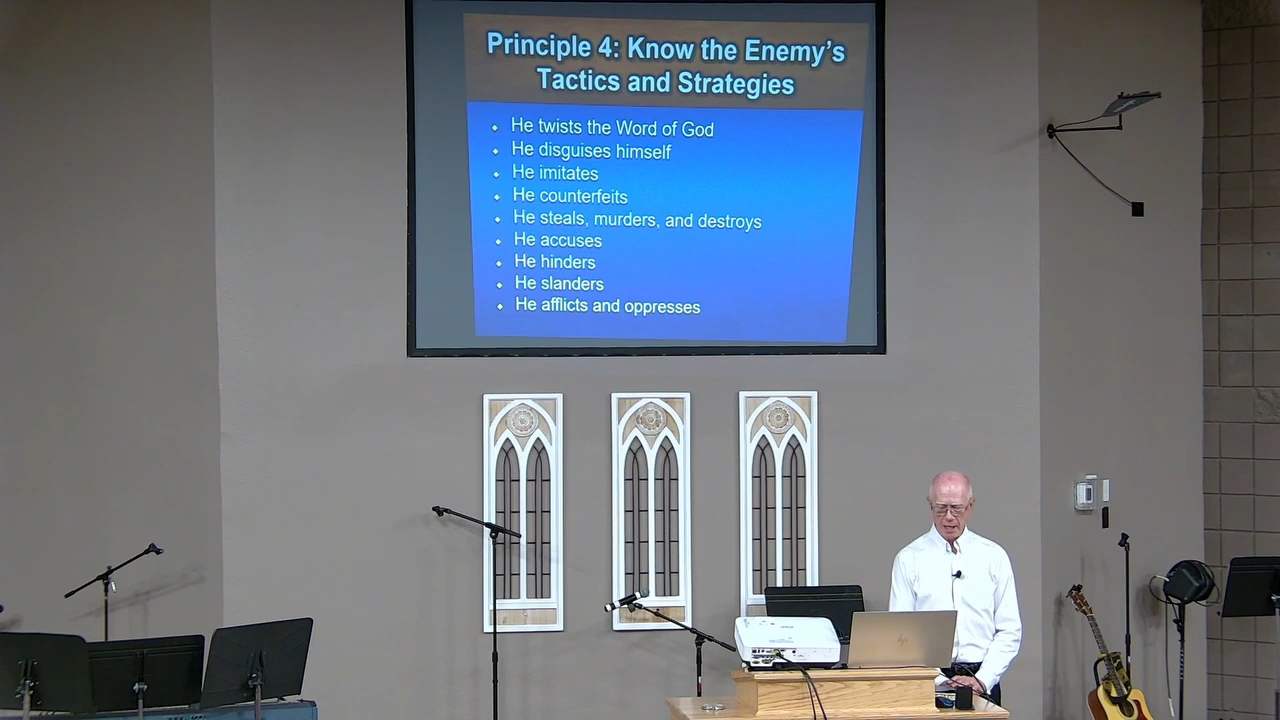 Principle 4: Know the Enemy's
Tactics and Strategies
He twists the Word of God
He disguises himself
He imitates
He counterfeits
He steals, murders, and destroys
He accuses
He hinders
He slanders
He afflicts and oppresses
hp